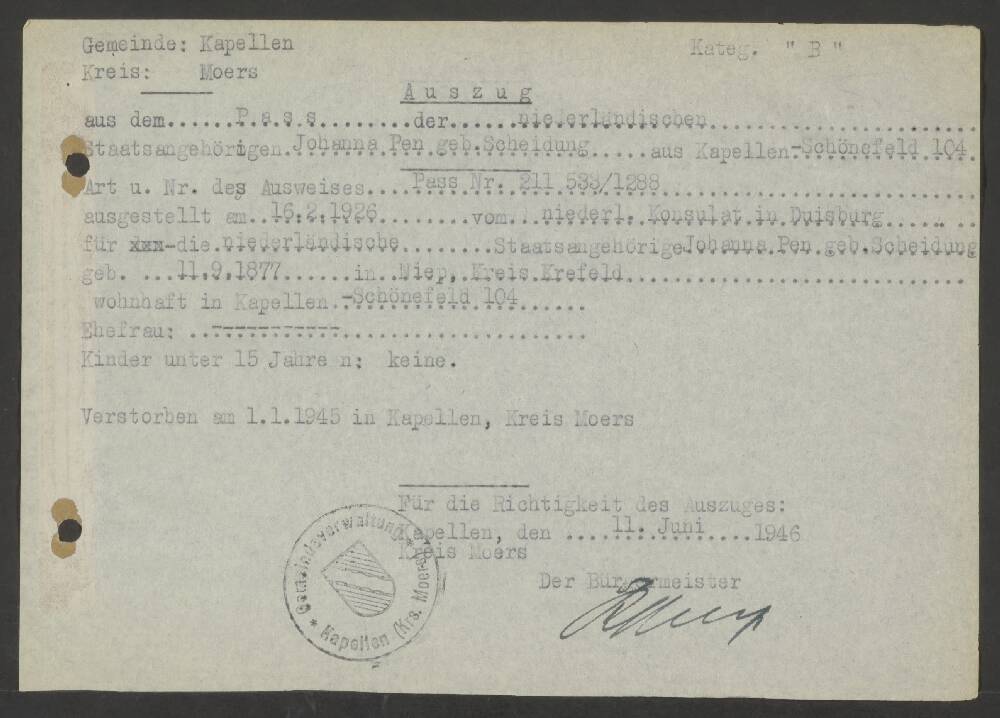 Gemeinde: Kapellen Kateg. " B "
Kreis: Moers
Auszug
aus dem......Pass.........der......niederländischen.......................
Staatsangehörigen.Johanna Pen geb.Scheidung.....aus Kapellen.-Schönefeld 104.
Art u. Nr. des Ausweises....Pass Nr. 211 533/1288..........................
ausgestellt am..16.2.1926........vom...niederl. Konsulat in Duisburg.......
für xxx-die.niederländische........StaatsangehörigeJohanna.Pen.geb.Scheidung
geb. ...11.9.1877......in..Niep,.Kreis.Krefeld.............................
wohnhaft in Kapellen.-Schönefeld 104......
Ehefrau: ..-----------.....................
Kinder unter 15 Jahre n: keine.
Verstorben am 1.1.1945 in Kapellen, Kreis Moers
Für die Richtigkeit des Auszuges:
Kapellen, den ....11. Juni....1946
Kreis Moers
Der Bürgermeister
Gemeindeverwaltung
* Kapellen (Krs. Moers) *